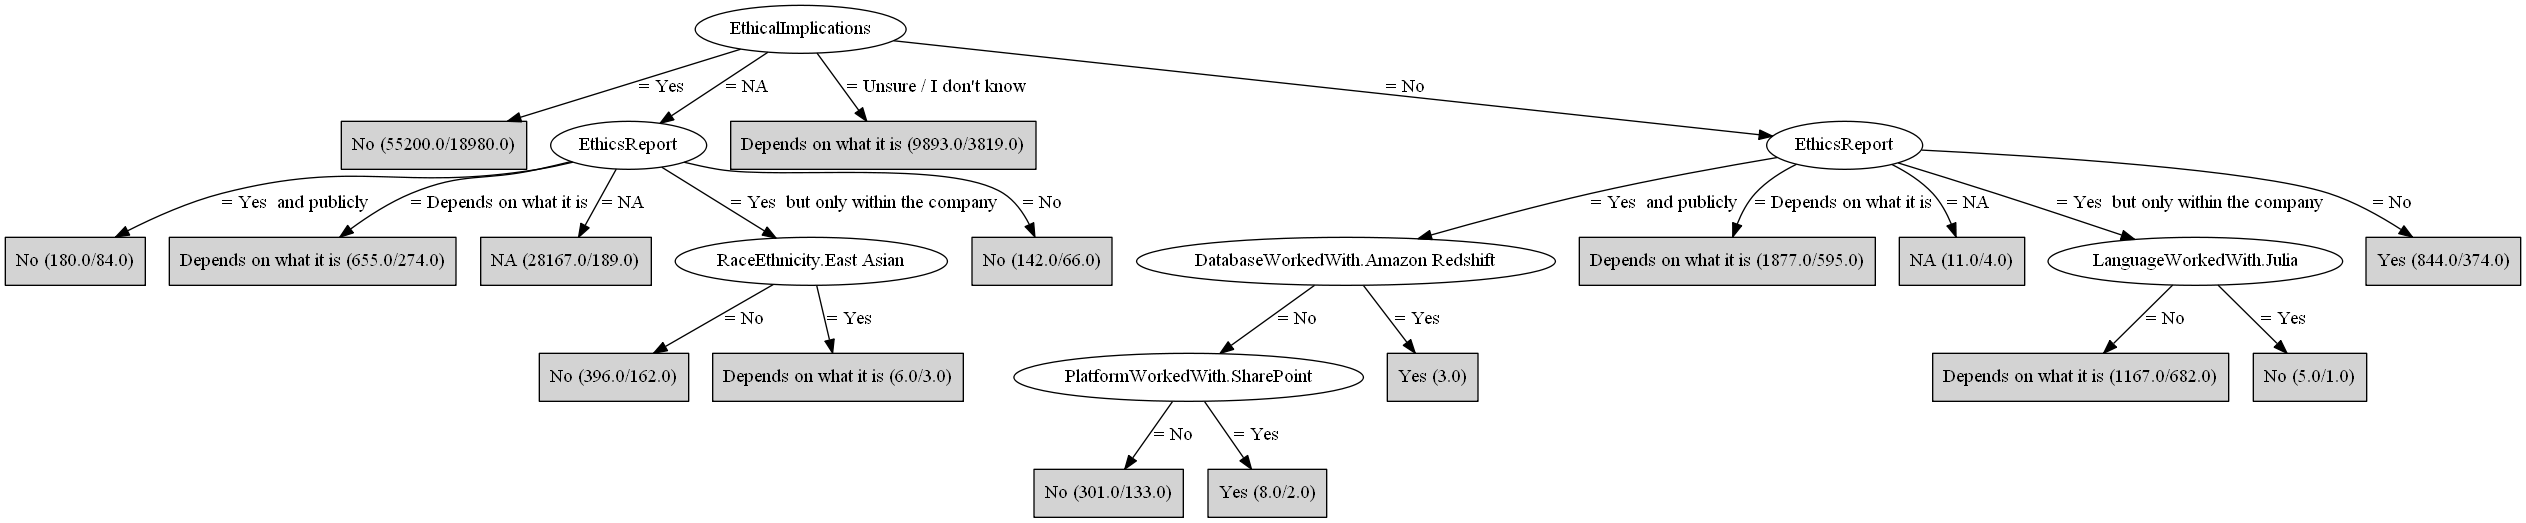 EthicalImplications
= Yes
= NA
= Unsure / I don't know
= No
No (55200.0/18980.0)
EthicsReport
Depends on what it is (9893.0/3819.0)
EthicsReport
= Yes  and publicly
= Depends on what it is
= NA
= Yes  but only within the company
= No
= Yes  and publicly
= Depends on what it is
= NA
= Yes  but only within the company
= No
No (180.0/84.0)
Depends on what it is (655.0/274.0)
NA (28167.0/189.0)
RaceEthnicity.East Asian
No (142.0/66.0)
DatabaseWorkedWith.Amazon Redshift
Depends on what it is (1877.0/595.0)
NA (11.0/4.0)
LanguageWorkedWith.Julia
Yes (844.0/374.0)
= No
= Yes
= No
= Yes
= No
= Yes
No (396.0/162.0)
Depends on what it is (6.0/3.0)
PlatformWorkedWith.SharePoint
Yes (3.0)
Depends on what it is (1167.0/682.0)
No (5.0/1.0)
= No
= Yes
No (301.0/133.0)
Yes (8.0/2.0)